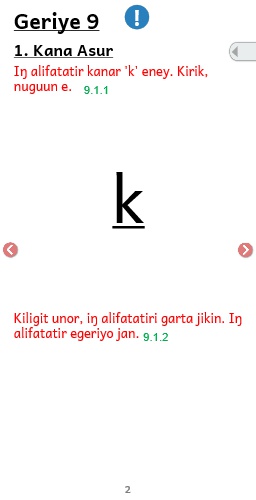 Geriye 9
!
1. Kana Asur
Iŋ alifatatir kanar 'k' eney. Kirik,
nuguun e. 9.1.1
k
Kiligit unor, iŋ alifatatiri garta jikin. Iŋ
alifatatir egeriyo jan. 9.1.2
2